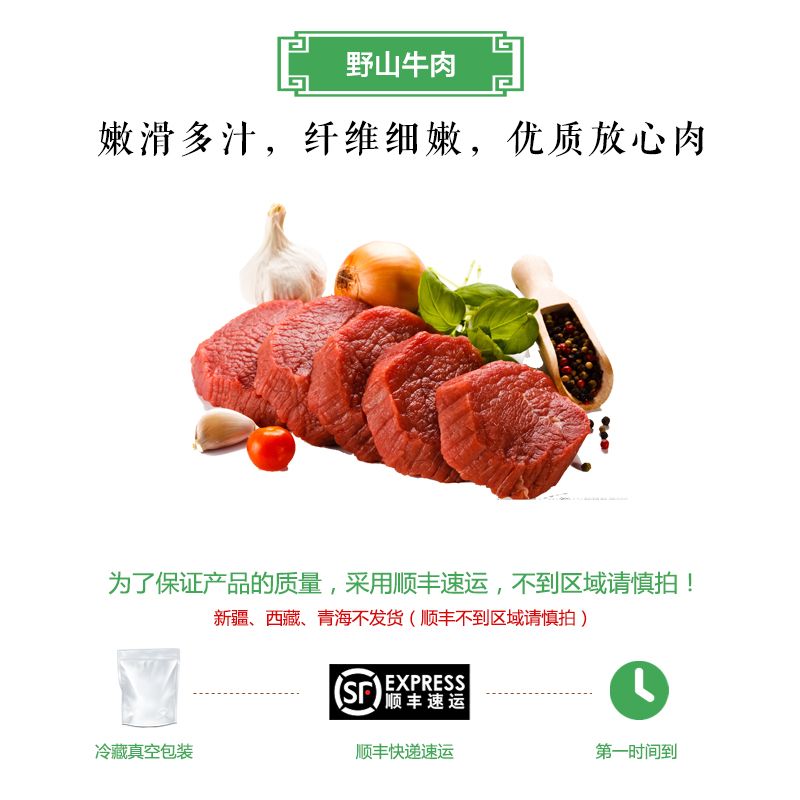 野山牛肉
嫩滑多汁，纤维细嫩，优质放心肉
为了保证产品的质量，采用顺丰速运，不到区域请慎拍！
新疆、西藏、青海不发货（顺丰不到区域请慎拍）
SF EXPRESS
顺丰速运
冷藏真空包装
顺丰快递速运
第一时间到